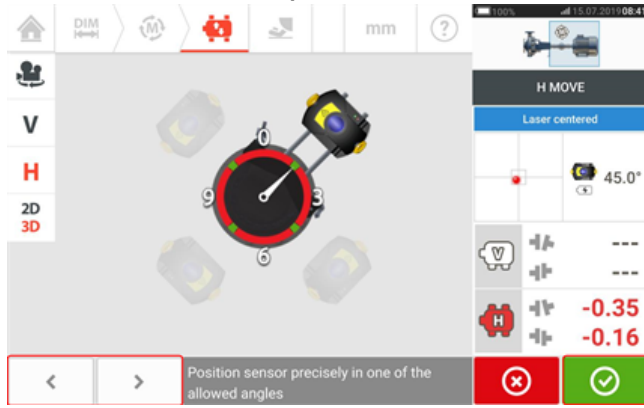 100%
15.07.2019 08:41
DIM
M
mm
?
H MOVE
Laser centered
V
H
2D
3D
0
9
3
6
45.0°
V
---
---
H
-0.35
-0.16
Position sensor precisely in one of the
allowed angles